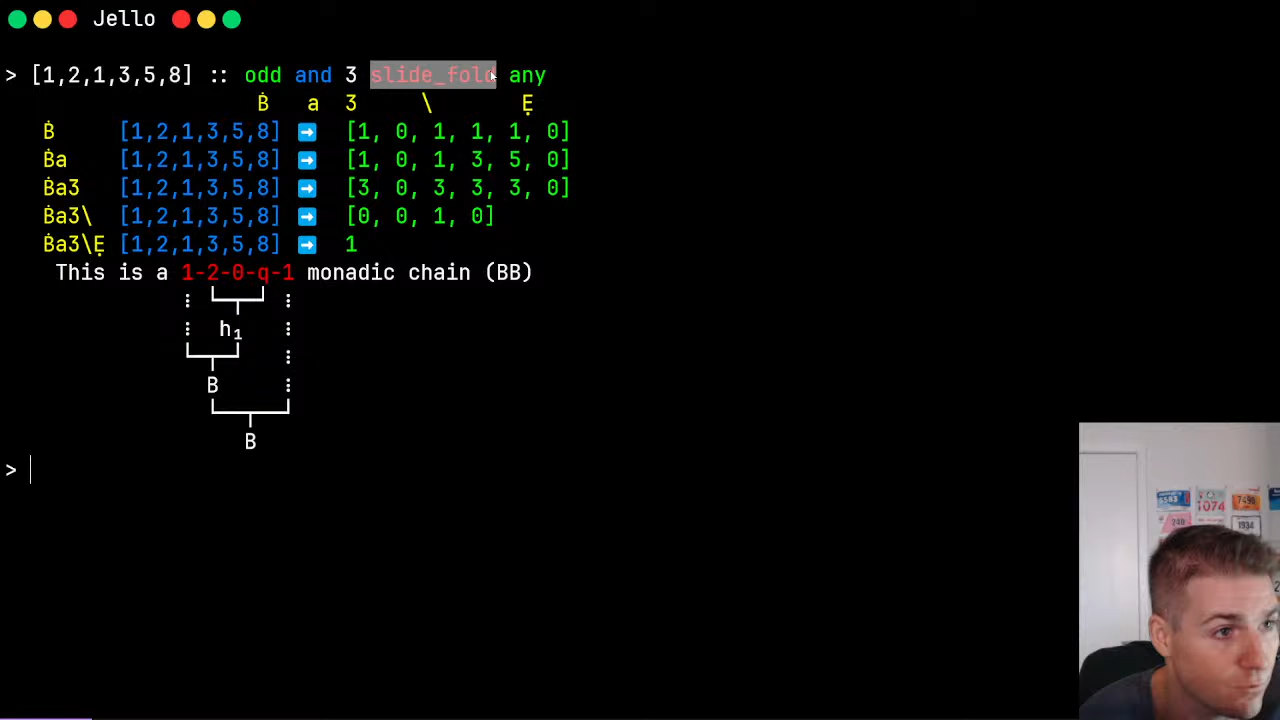 Jello
> [1,2,1,3,5,8] :: odd and 3 slide_fold any
Ḃ a 3 \ Ẹ
Ḃ [1,2,1,3,5,8] ➡ [1, 0, 1, 1, 1, 0]
Ḃa [1,2,1,3,5,8] ➡ [1, 0, 1, 3, 5, 0]
Ḃa3 [1,2,1,3,5,8] ➡ [3, 0, 3, 3, 3, 0]
Ḃa3\ [1,2,1,3,5,8] ➡ [0, 0, 1, 0]
Ḃa3\Ẹ [1,2,1,3,5,8] ➡ 1
This is a 1-2-0-q-1 monadic chain (BB)
h₁
B
B
>
1074
7496
1934